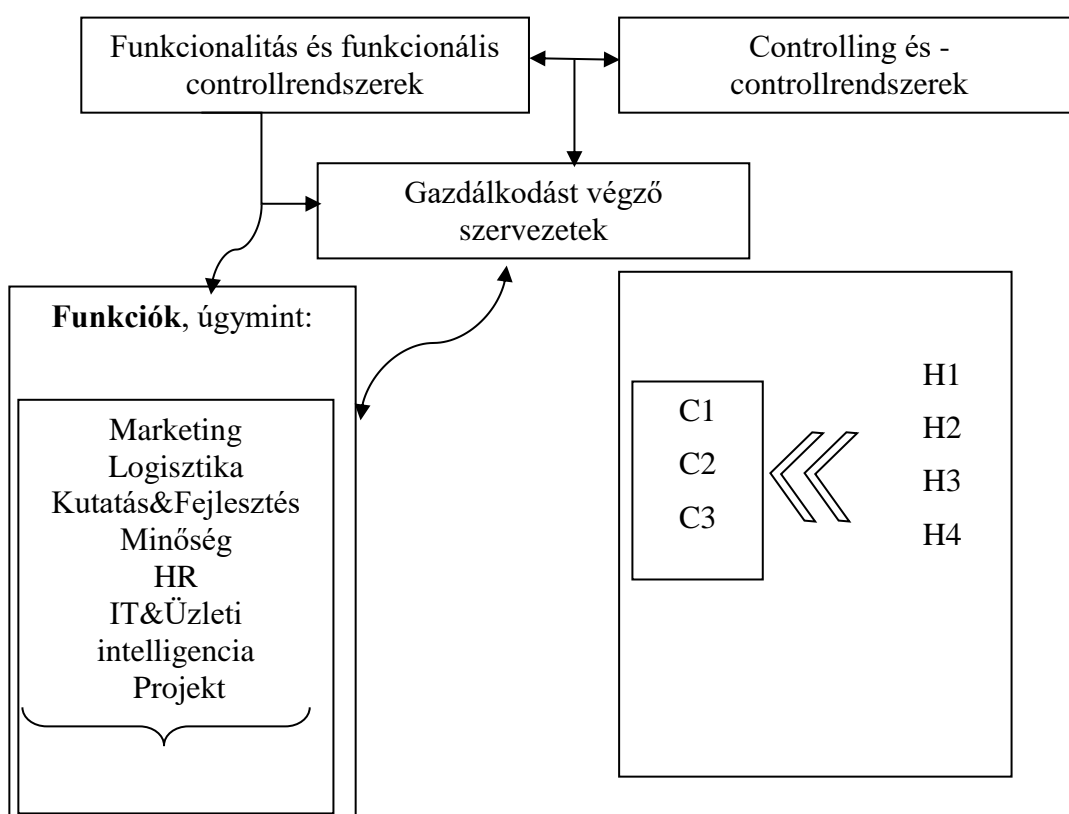 Funkcionalitás és funkcionális
controllrendszerek
Controlling és -
controllrendszerek
Gazdálkodást végző
szervezetek
Funkciók, úgymint:
Marketing
Logisztika
Kutatás&Fejlesztés
Minőség
HR
IT&Üzleti
intelligencia
Projekt
C1
C2
C3
H1
H2
H3
H4